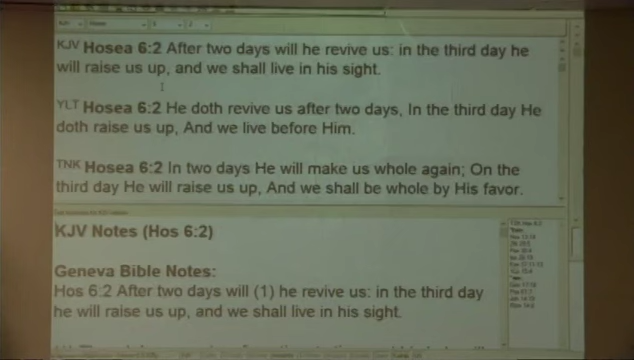 KJV Hosea 6:2 After two days will he revive us: in the third day he
will raise us up, and we shall live in his sight.
YLT Hosea 6:2 He doth revive us after two days, In the third day He
doth raise us up, And we live before Him.
TNK Hosea 6:2 In two days He will make us whole again; On the
third day He will raise us up, And we shall be whole by His favor.
KJV Notes (Hos 6:2)
Geneva Bible Notes:
Hos 6:2 After two days will (1) he revive us: in the third day
he will raise us up, and we shall live in his sight.